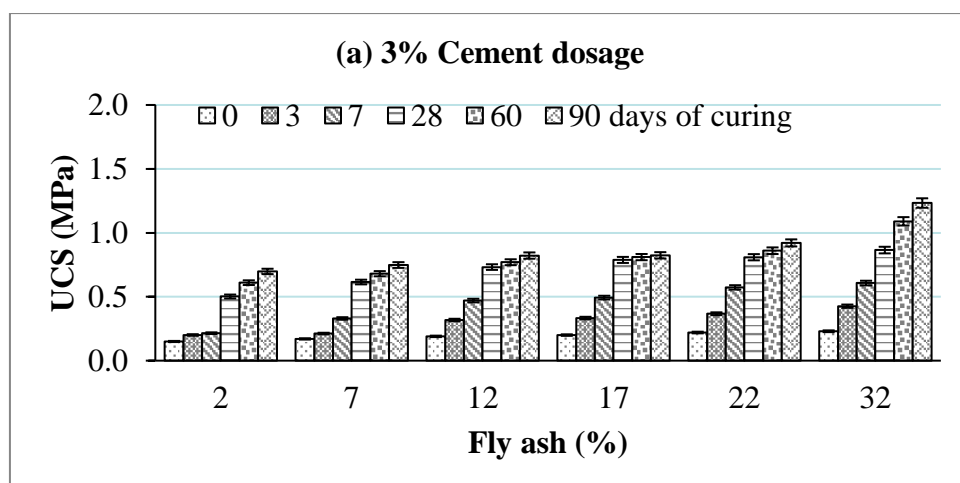 (a) 3% Cement dosage
2.0
0 3 7 28 60 90 days of curing
1.5
1.0
0.5
0.0
UCS (MPa)
2 7 12 17 22 32
Fly ash (%)